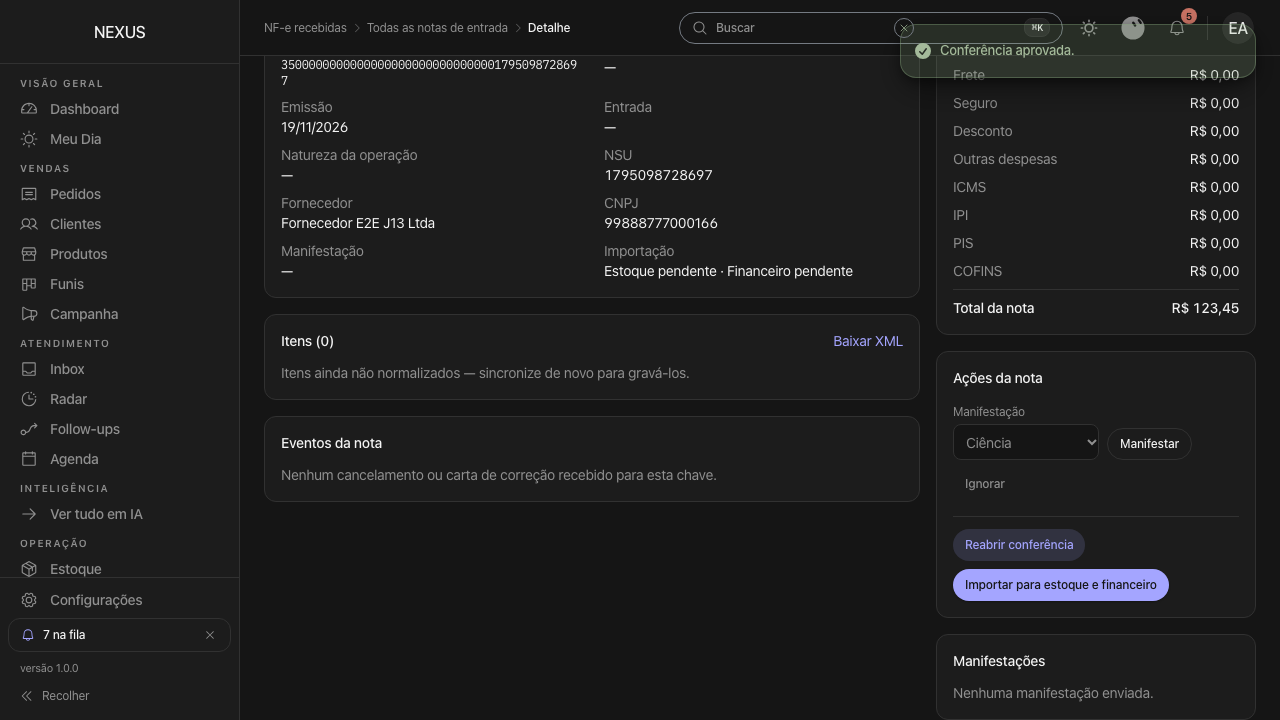 NEXUS
VISÃO GERAL
Dashboard
Meu Dia
VENDAS
Pedidos
Clientes
Produtos
Funis
Campanha
ATENDIMENTO
Inbox
Radar
Follow-ups
Agenda
INTELIGÊNCIA
Ver tudo em IA
OPERAÇÃO
Estoque
Configurações
7 na fila
versão 1.0.0
Recolher
NF-e recebidas
Todas as notas de entrada
Detalhe
Buscar
⌘K
5
EA
Conferência aprovada.
—
7
Emissão
Entrada
19/11/2026
—
Natureza da operação
NSU
—
1795098728697
Fornecedor
CNPJ
Fornecedor E2E J13 Ltda
99888777000166
Manifestação
Importação
—
Estoque pendente · Financeiro pendente
Itens (0)
Baixar XML
Itens ainda não normalizados — sincronize de novo para gravá-los.
Eventos da nota
Nenhum cancelamento ou carta de correção recebido para esta chave.
Frete R$ 0,00
Seguro R$ 0,00
Desconto R$ 0,00
Outras despesas R$ 0,00
ICMS R$ 0,00
IPI R$ 0,00
PIS R$ 0,00
COFINS R$ 0,00
Total da nota R$ 123,45
Ações da nota
Manifestação
Ciência
Manifestar
Ignorar
Reabrir conferência
Importar para estoque e financeiro
Manifestações
Nenhuma manifestação enviada.